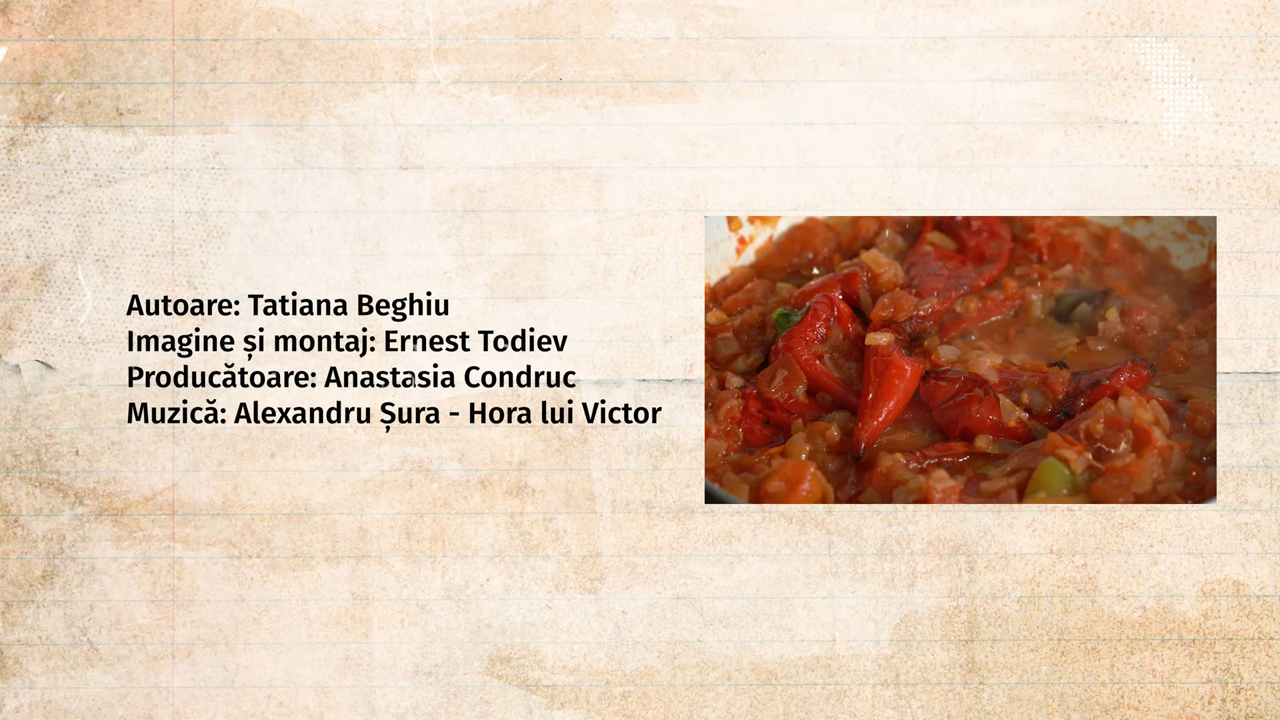 Autoare: Tatiana Beghiu
Imagine și montaj: Ernest Todiev
Producătoare: Anastasia Condruc
Muzică: Alexandru Șura - Hora lui Victor